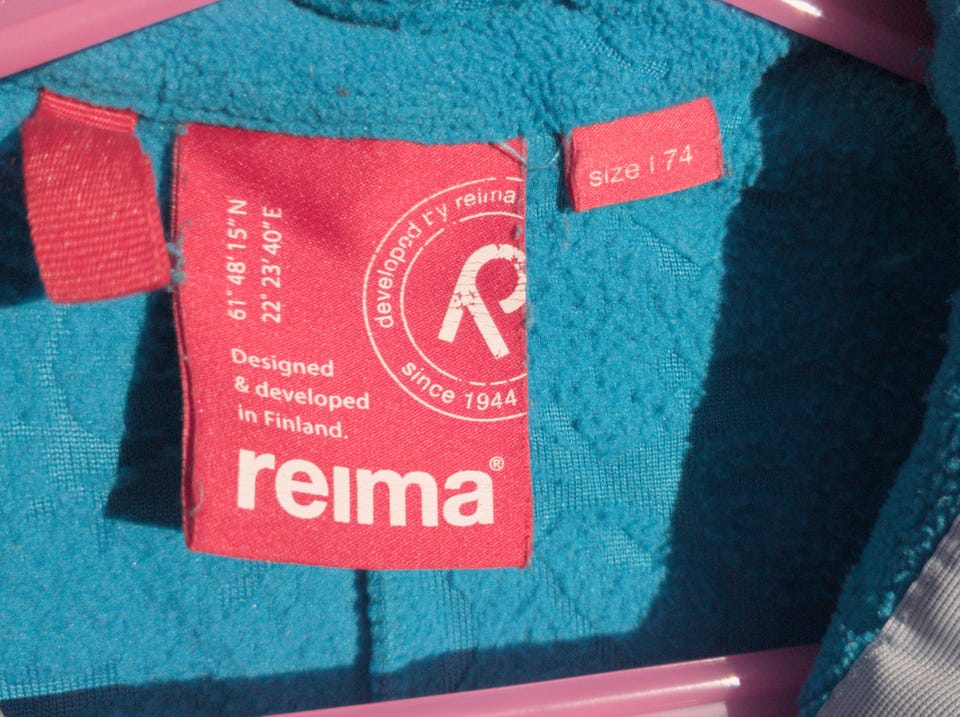 61° 48' 15" N
22° 23' 40" E
developed by reima
R
since 1944
Designed
& developed
in Finland.
reima®
size | 74